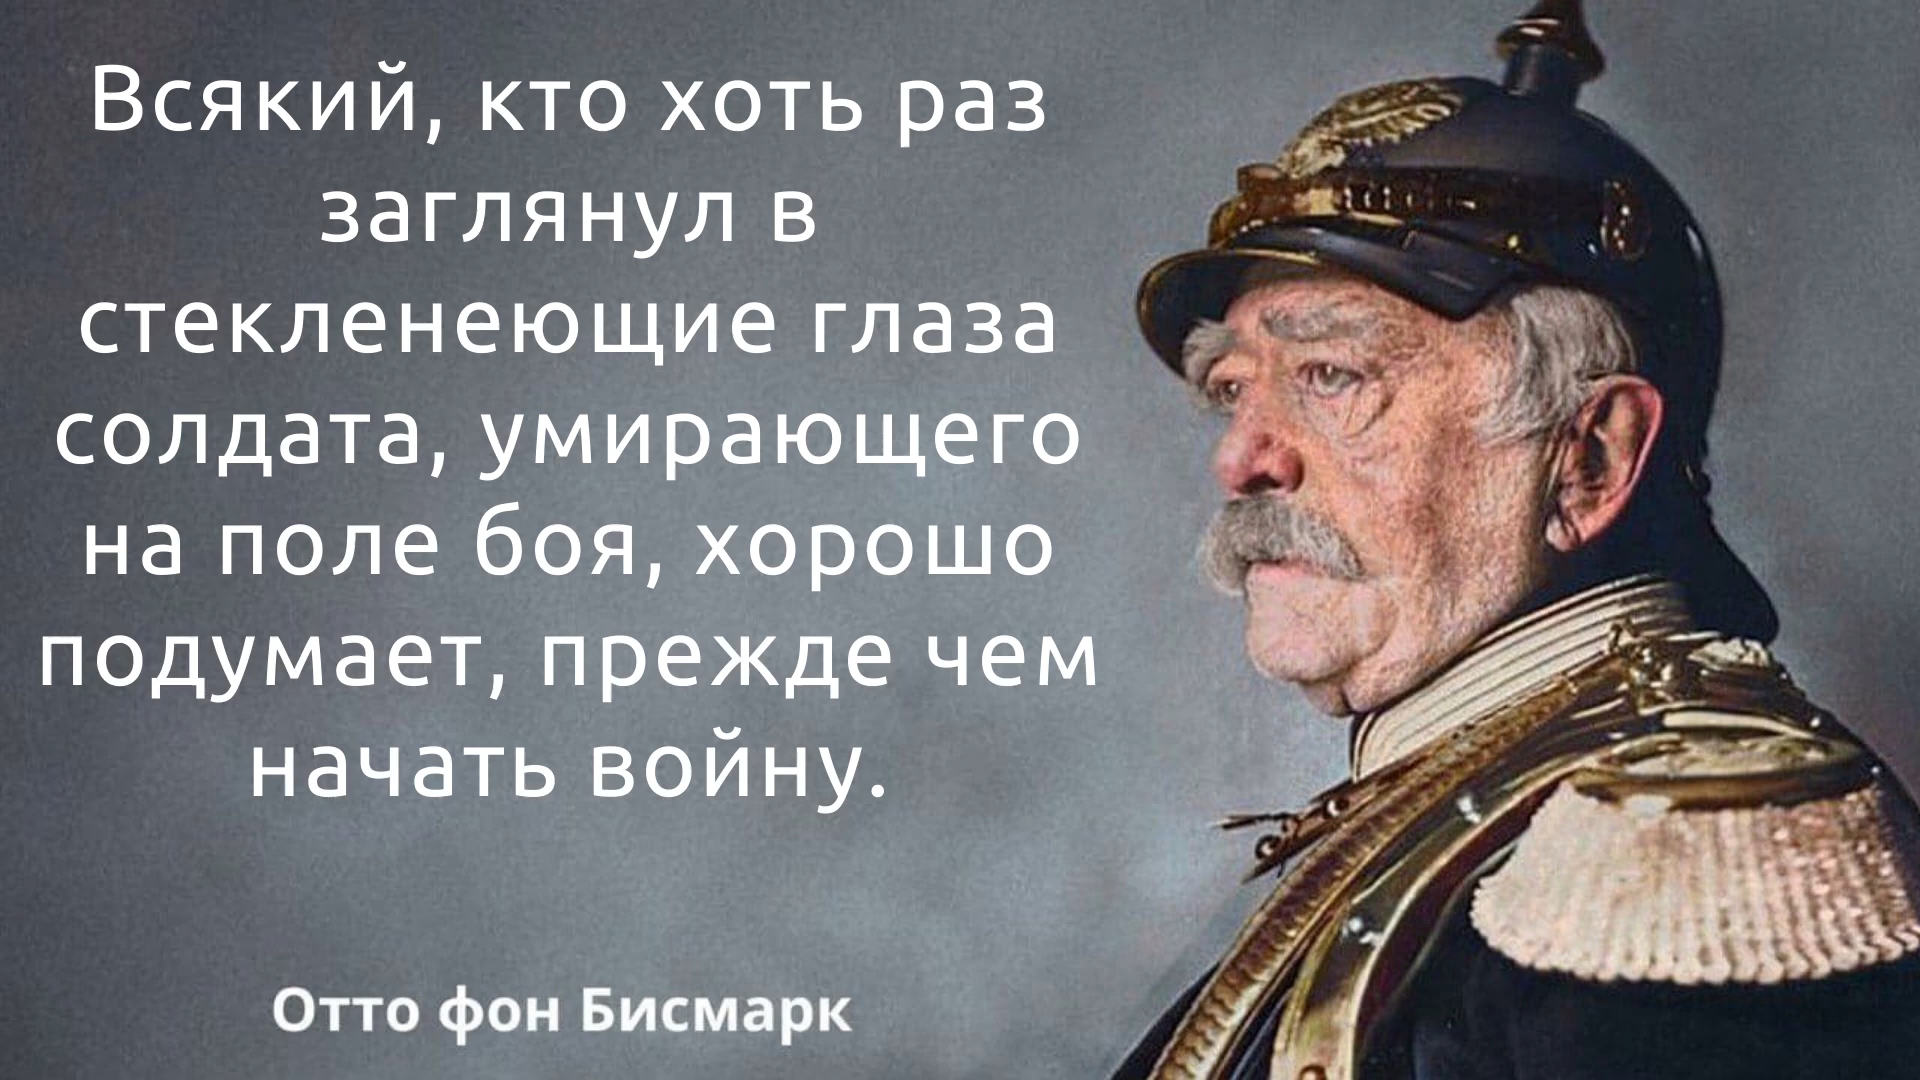 Всякий, кто хоть раз
заглянул в
стекленеющие глаза
солдата, умирающего
на поле боя, хорошо
подумает, прежде чем
начать войну.
Отто фон Бисмарк